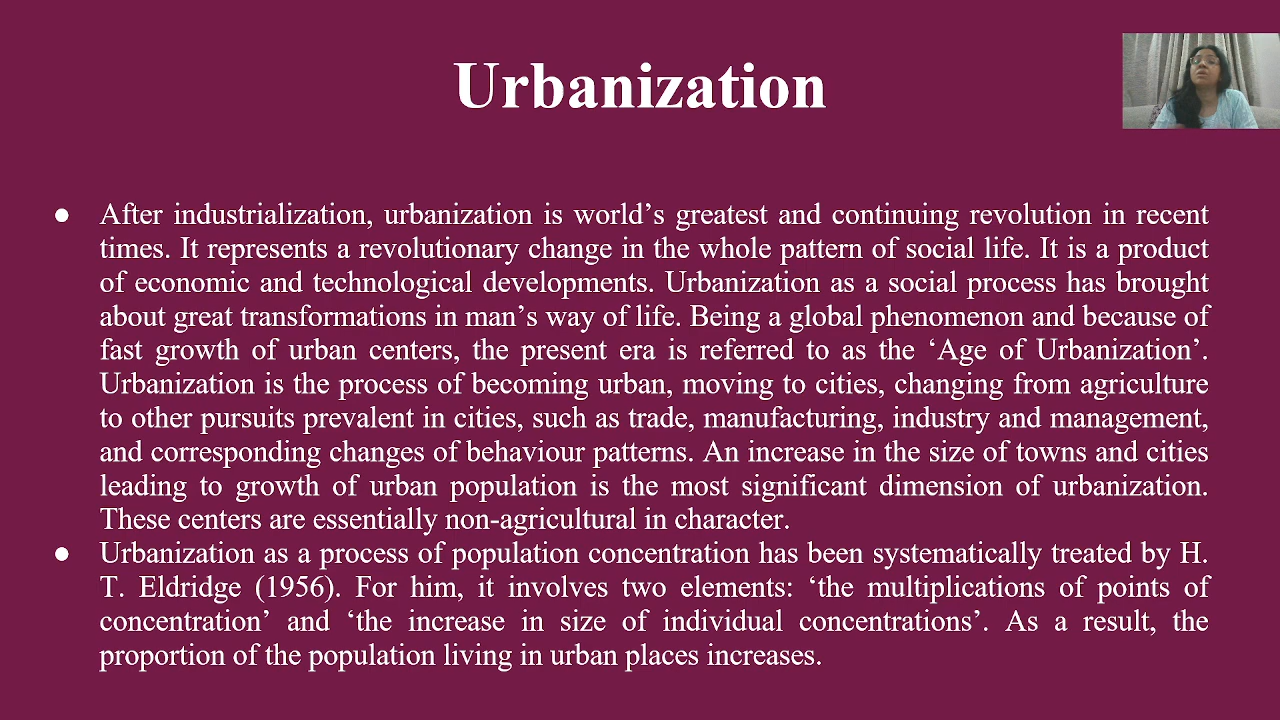 Urbanization
● After industrialization, urbanization is world’s greatest and continuing revolution in recent
times. It represents a revolutionary change in the whole pattern of social life. It is a product
of economic and technological developments. Urbanization as a social process has brought
about great transformations in man’s way of life. Being a global phenomenon and because of
fast growth of urban centers, the present era is referred to as the ‘Age of Urbanization’.
Urbanization is the process of becoming urban, moving to cities, changing from agriculture
to other pursuits prevalent in cities, such as trade, manufacturing, industry and management,
and corresponding changes of behaviour patterns. An increase in the size of towns and cities
leading to growth of urban population is the most significant dimension of urbanization.
These centers are essentially non-agricultural in character.
● Urbanization as a process of population concentration has been systematically treated by H.
T. Eldridge (1956). For him, it involves two elements: ‘the multiplications of points of
concentration’ and ‘the increase in size of individual concentrations’. As a result, the
proportion of the population living in urban places increases.